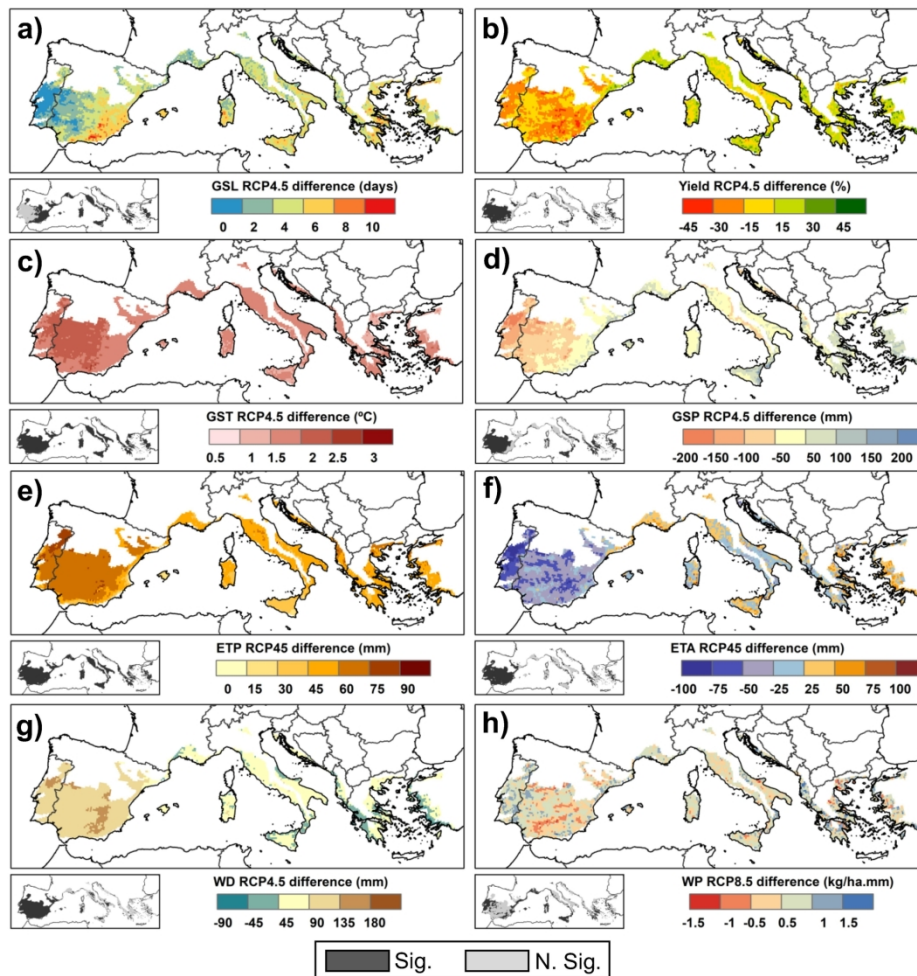 a)
b)
GSL RCP4.5 difference (days)
0 2 4 6 8 10
Yield RCP4.5 difference (%)
-45 -30 -15 15 30 45
c)
d)
GST RCP4.5 difference (ºC)
0.5 1 1.5 2 2.5 3
GSP RCP4.5 difference (mm)
-200 -150 -100 -50 50 100 150 200
e)
f)
ETP RCP45 difference (mm)
0 15 30 45 60 75 90
ETA RCP45 difference (mm)
-100 -75 -50 -25 25 50 75 100
g)
h)
WD RCP4.5 difference (mm)
-90 -45 45 90 135 180
WP RCP8.5 difference (kg/ha.mm)
-1.5 -1 -0.5 0.5 1 1.5
Sig. N. Sig.